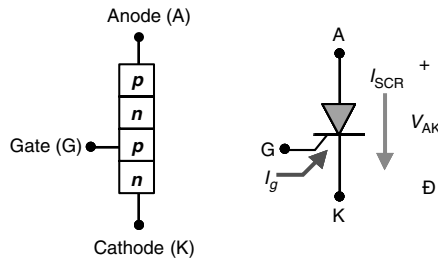 Anode (A)
p
n
p
n
Gate (G)
Cathode (K)
A
+
I_SCR
V_AK
G
I_g
K
Đ